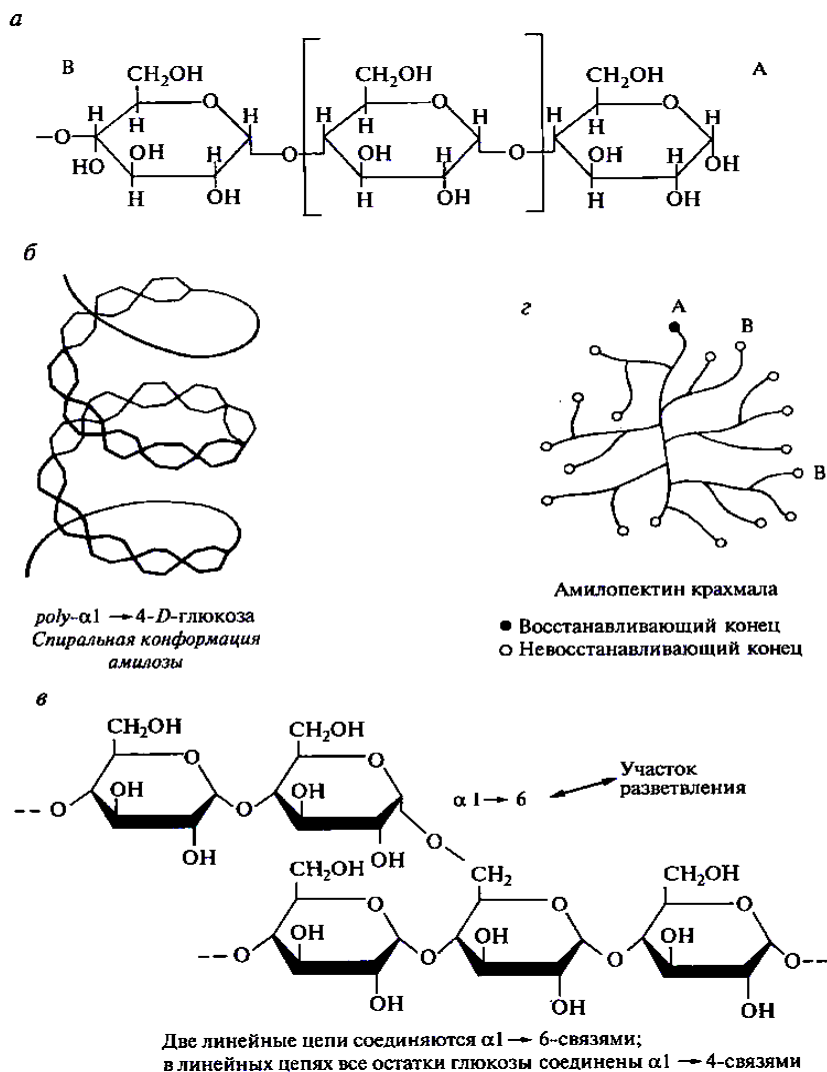 а
В
А
CH₂OH
CH₂OH
CH₂OH
H
O
H
H
O
H
H
O
H
H
H
H
–O
HO
OH
H
O
OH
H
O
OH
H
OH
H
OH
H
OH
H
OH
б
г
А
В
В
poly-α1 → 4-D-глюкоза
Спиральная конформация
амилозы
Амилопектин крахмала
Восстанавливающий конец
Невосстанавливающий конец
в
CH₂OH
CH₂OH
O
O
OH
OH
-- O
O
OH
OH
α 1→ 6
Участок
разветвления
O
CH₂OH
CH₂
CH₂OH
O
O
O
OH
OH
OH
--O
O
O
O--
OH
OH
OH
Две линейные цепи соединяются α1→ 6-связями;
в линейных цепях все остатки глюкозы соединены α1 → 4-связями